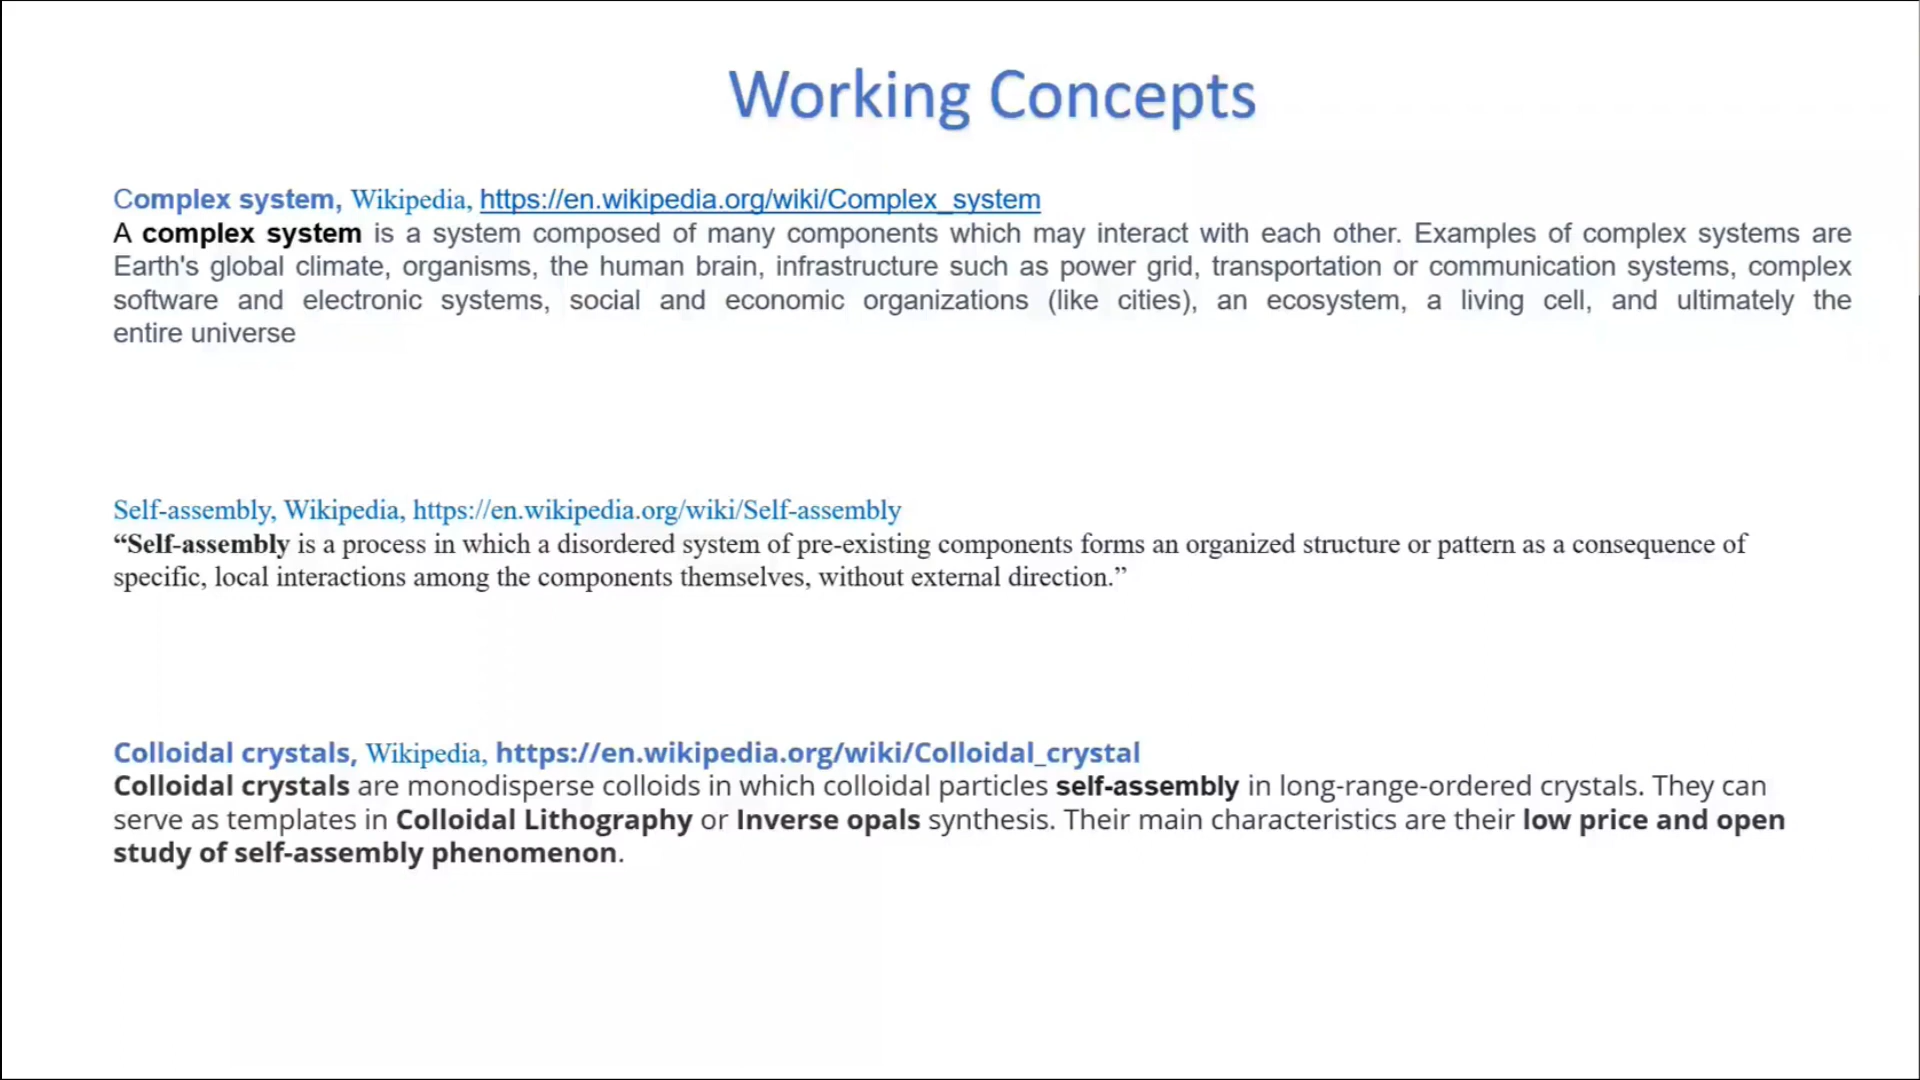 Working Concepts
Complex system, Wikipedia, https://en.wikipedia.org/wiki/Complex_system
A complex system is a system composed of many components which may interact with each other. Examples of complex systems are
Earth's global climate, organisms, the human brain, infrastructure such as power grid, transportation or communication systems, complex
software and electronic systems, social and economic organizations (like cities), an ecosystem, a living cell, and ultimately the
entire universe
Self-assembly, Wikipedia, https://en.wikipedia.org/wiki/Self-assembly
“Self-assembly is a process in which a disordered system of pre-existing components forms an organized structure or pattern as a consequence of
specific, local interactions among the components themselves, without external direction.”
Colloidal crystals, Wikipedia, https://en.wikipedia.org/wiki/Colloidal_crystal
Colloidal crystals are monodisperse colloids in which colloidal particles self-assembly in long-range-ordered crystals. They can
serve as templates in Colloidal Lithography or Inverse opals synthesis. Their main characteristics are their low price and open
study of self-assembly phenomenon.